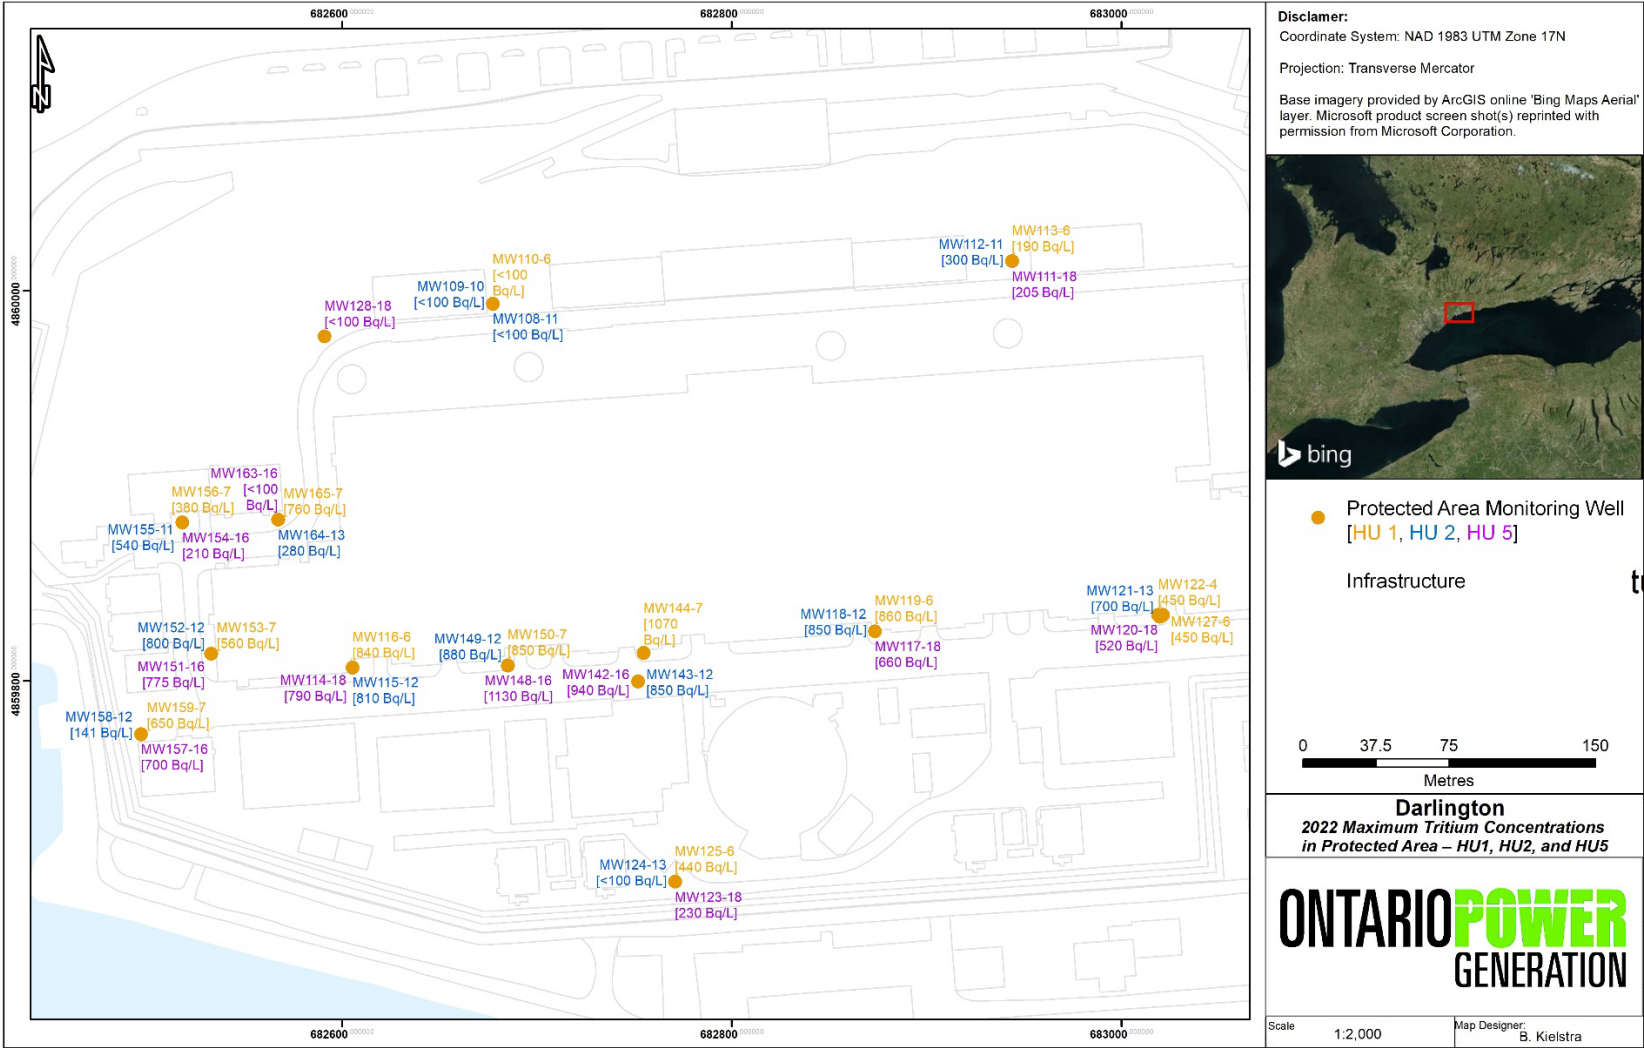 682600.000000
682800.000000
683000.000000
4860000.000000
4859800.000000
N
MW113-6
[190 Bq/L]
MW112-11
[300 Bq/L]
MW111-18
[205 Bq/L]
MW110-6
[<100
Bq/L]
MW109-10
[<100 Bq/L]
MW108-11
[<100 Bq/L]
MW128-18
[<100 Bq/L]
MW163-16
[<100
Bq/L]
MW156-7
[380 Bq/L]
MW165-7
[760 Bq/L]
MW155-11
[540 Bq/L]
MW154-16
[210 Bq/L]
MW164-13
[280 Bq/L]
MW152-12
[800 Bq/L]
MW153-7
[560 Bq/L]
MW151-16
[775 Bq/L]
MW116-6
[840 Bq/L]
MW114-18
[790 Bq/L]
MW115-12
[810 Bq/L]
MW149-12
[880 Bq/L]
MW150-7
[850 Bq/L]
MW148-16
[1130 Bq/L]
MW144-7
[1070
Bq/L]
MW142-16
[940 Bq/L]
MW143-12
[850 Bq/L]
MW118-12
[850 Bq/L]
MW119-6
[860 Bq/L]
MW117-18
[660 Bq/L]
MW121-13
[700 Bq/L]
MW122-4
[450 Bq/L]
MW120-18
[520 Bq/L]
MW127-6
[450 Bq/L]
MW158-12
[141 Bq/L]
MW159-7
[650 Bq/L]
MW157-16
[700 Bq/L]
MW125-6
[440 Bq/L]
MW124-13
[<100 Bq/L]
MW123-18
[230 Bq/L]
682600.000000
682800.000000
683000.000000
Disclamer:
Coordinate System: NAD 1983 UTM Zone 17N
Projection: Transverse Mercator
Base imagery provided by ArcGIS online 'Bing Maps Aerial'
layer. Microsoft product screen shot(s) reprinted with
permission from Microsoft Corporation.
bing
Protected Area Monitoring Well
[HU 1, HU 2, HU 5]
Infrastructure
0 37.5 75 150
Metres
Darlington
2022 Maximum Tritium Concentrations
in Protected Area – HU1, HU2, and HU5
ONTARIOPOWER
GENERATION
Scale 1:2,000
Map Designer:
B. Kielstra